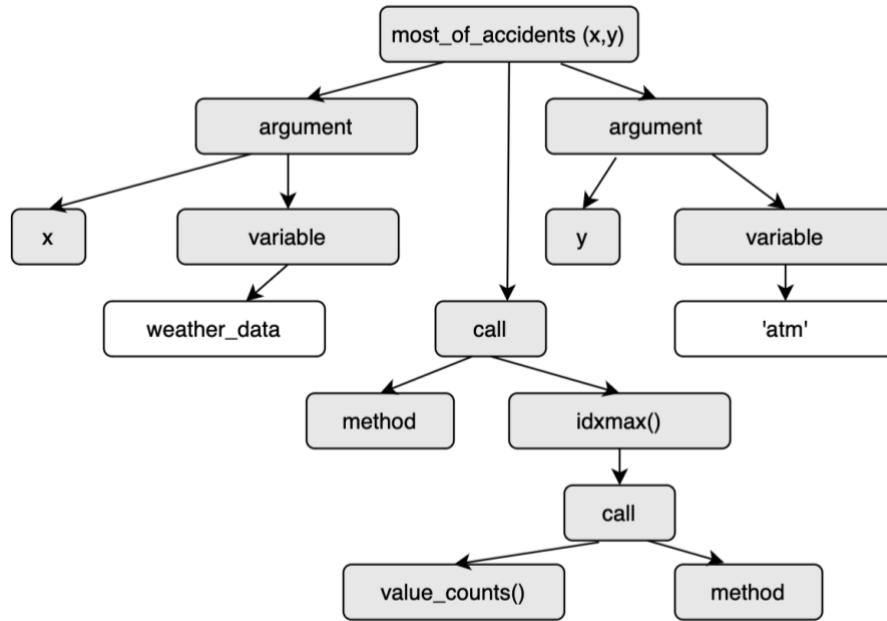 most_of_accidents (x,y)
argument
argument
x
variable
y
variable
weather_data
call
'atm'
method
idxmax()
call
value_counts()
method